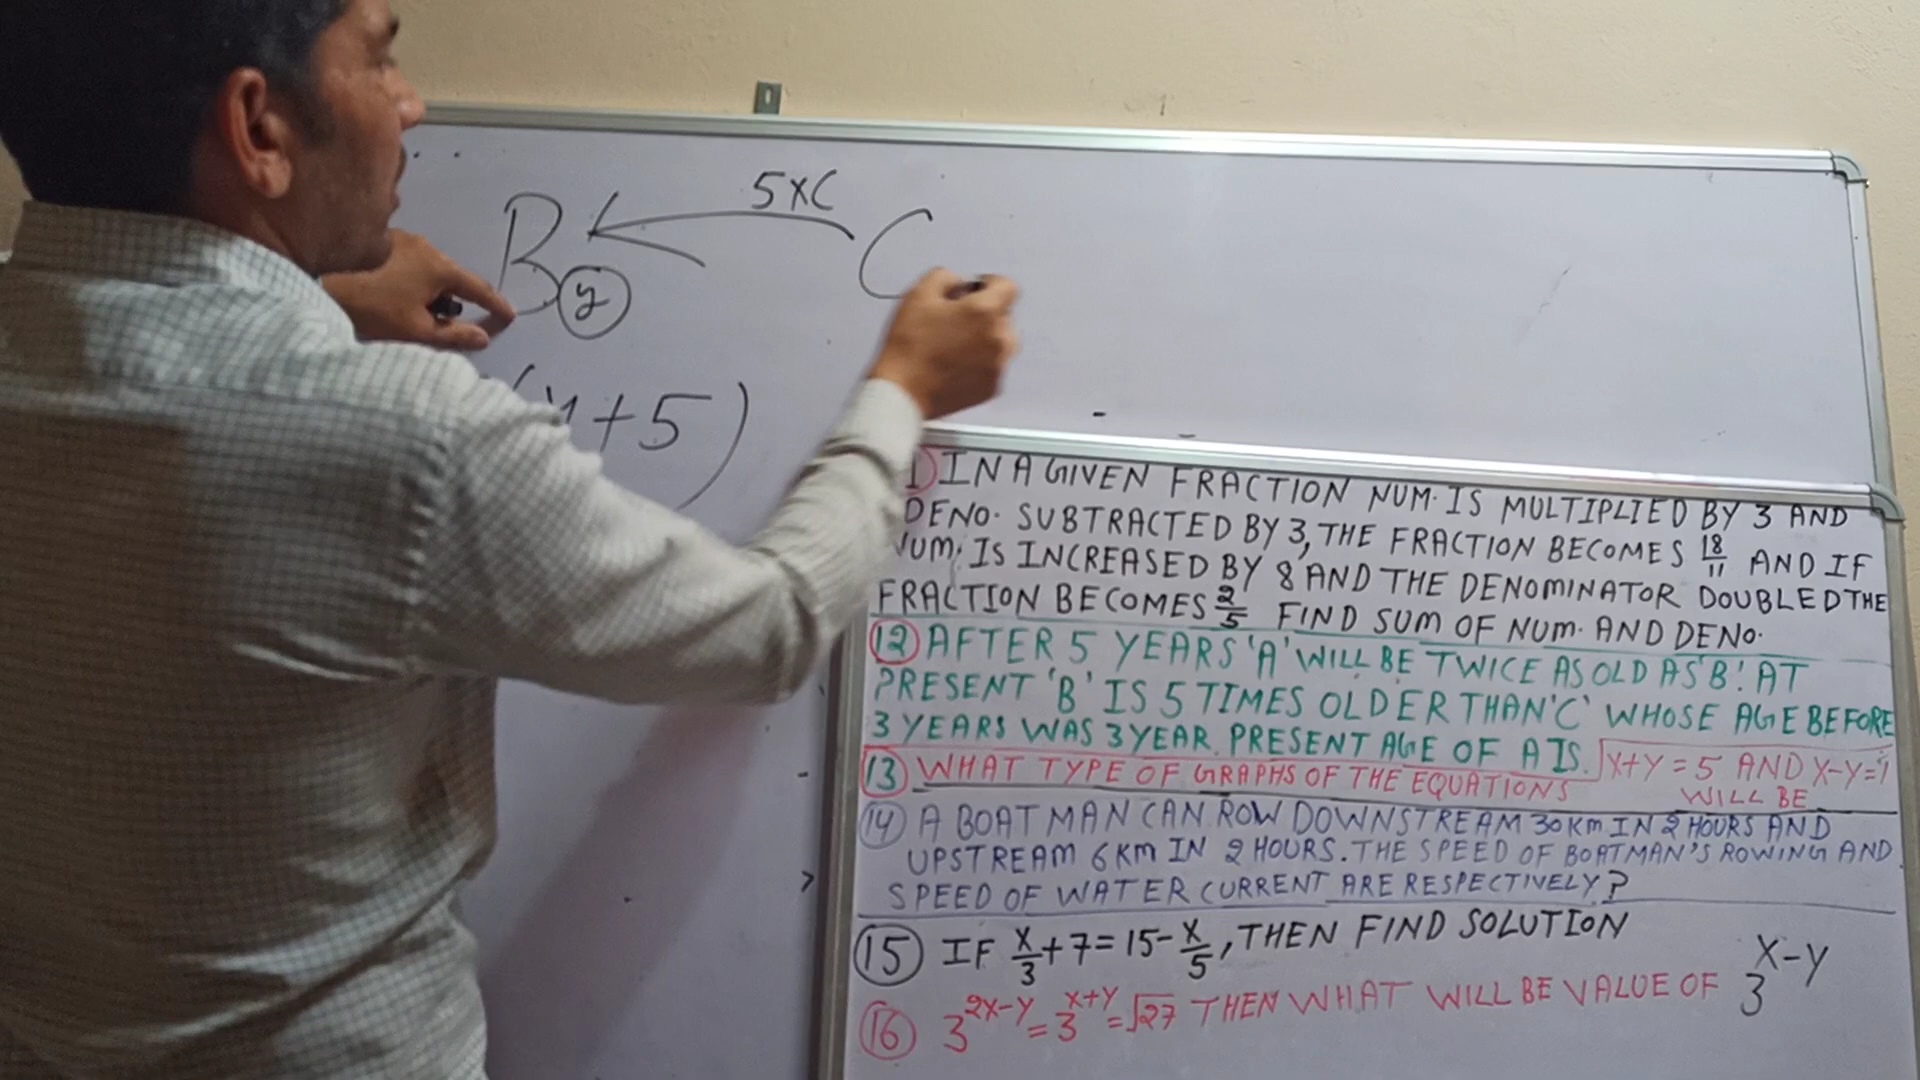 5xC
B C
y
(y+5)
1) IN A GIVEN FRACTION NUM. IS MULTIPLIED BY 3 AND
DENO. SUBTRACTED BY 3, THE FRACTION BECOMES 18/11 AND IF
NUM. IS INCREASED BY 8 AND THE DENOMINATOR DOUBLED THE
FRACTION BECOMES 2/5 FIND SUM OF NUM. AND DENO.
12) AFTER 5 YEARS 'A' WILL BE TWICE AS OLD AS 'B'. AT
PRESENT 'B' IS 5 TIMES OLDER THAN 'C' WHOSE AGE BEFORE
3 YEARS WAS 3 YEAR. PRESENT AGE OF A IS.
13) WHAT TYPE OF GRAPHS OF THE EQUATIONS x+y=5 AND x-y=1
WILL BE
14) A BOAT MAN CAN ROW DOWNSTREAM 30 Km IN 2 HOURS AND
UPSTREAM 6 KM IN 2 HOURS. THE SPEED OF BOATMAN'S ROWING AND
SPEED OF WATER CURRENT ARE RESPECTIVELY?
15) IF x/3+7=15-x/5, THEN FIND SOLUTION
16) 3^2x-y=3^x+y=√27 THEN WHAT WILL BE VALUE OF 3^x-y